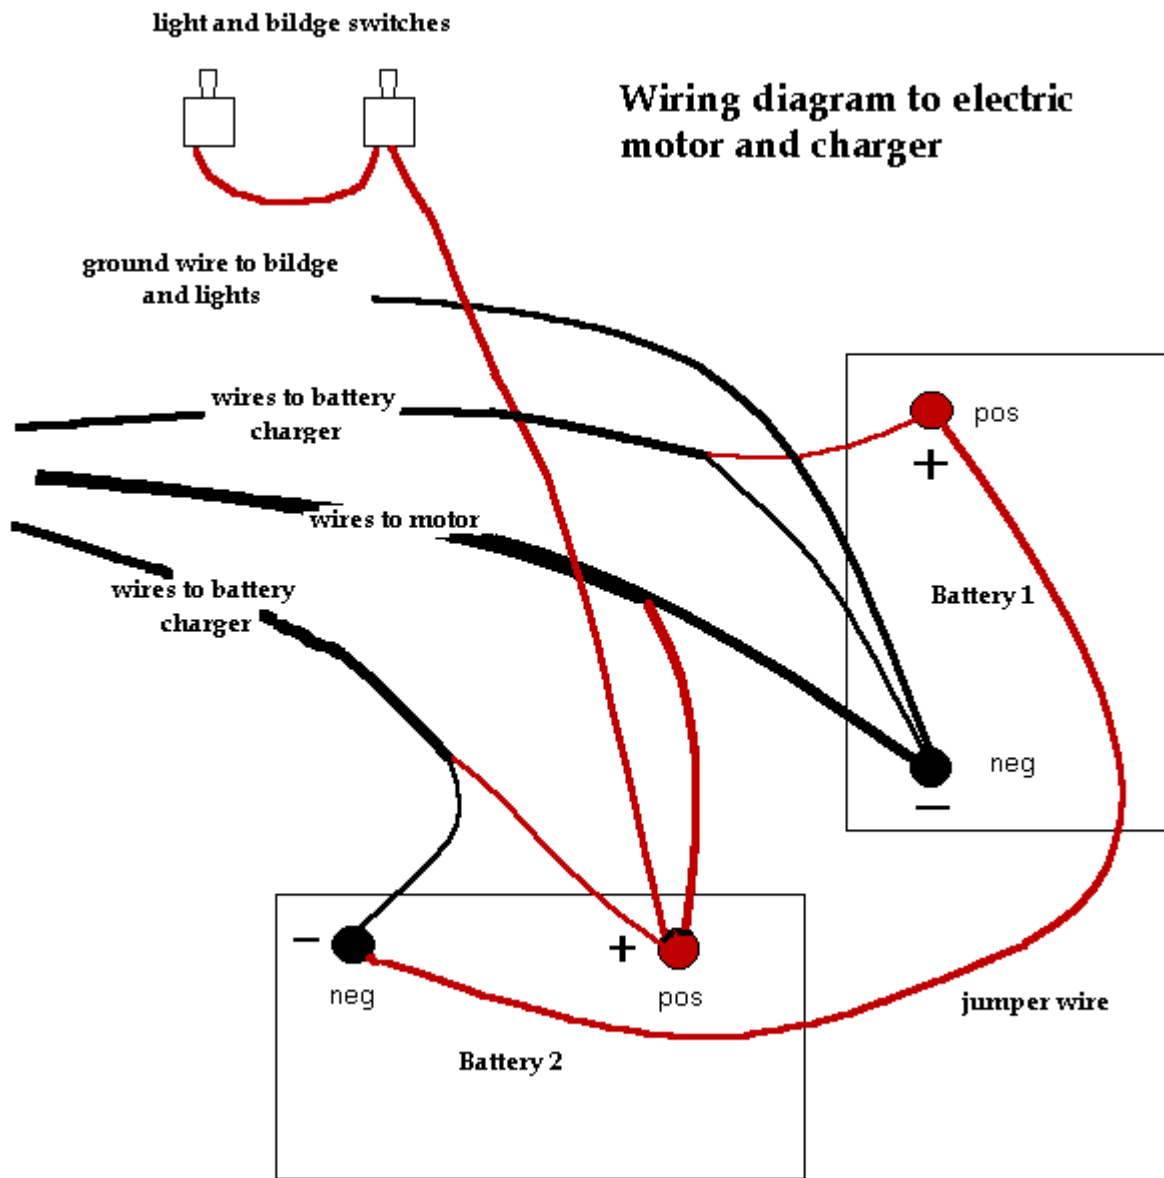 light and bildge switches
Wiring diagram to electric
motor and charger
ground wire to bildge
and lights
wires to battery
charger
pos
+
wires to motor
wires to battery
charger
Battery 1
neg
–
–
+
neg
pos
jumper wire
Battery 2